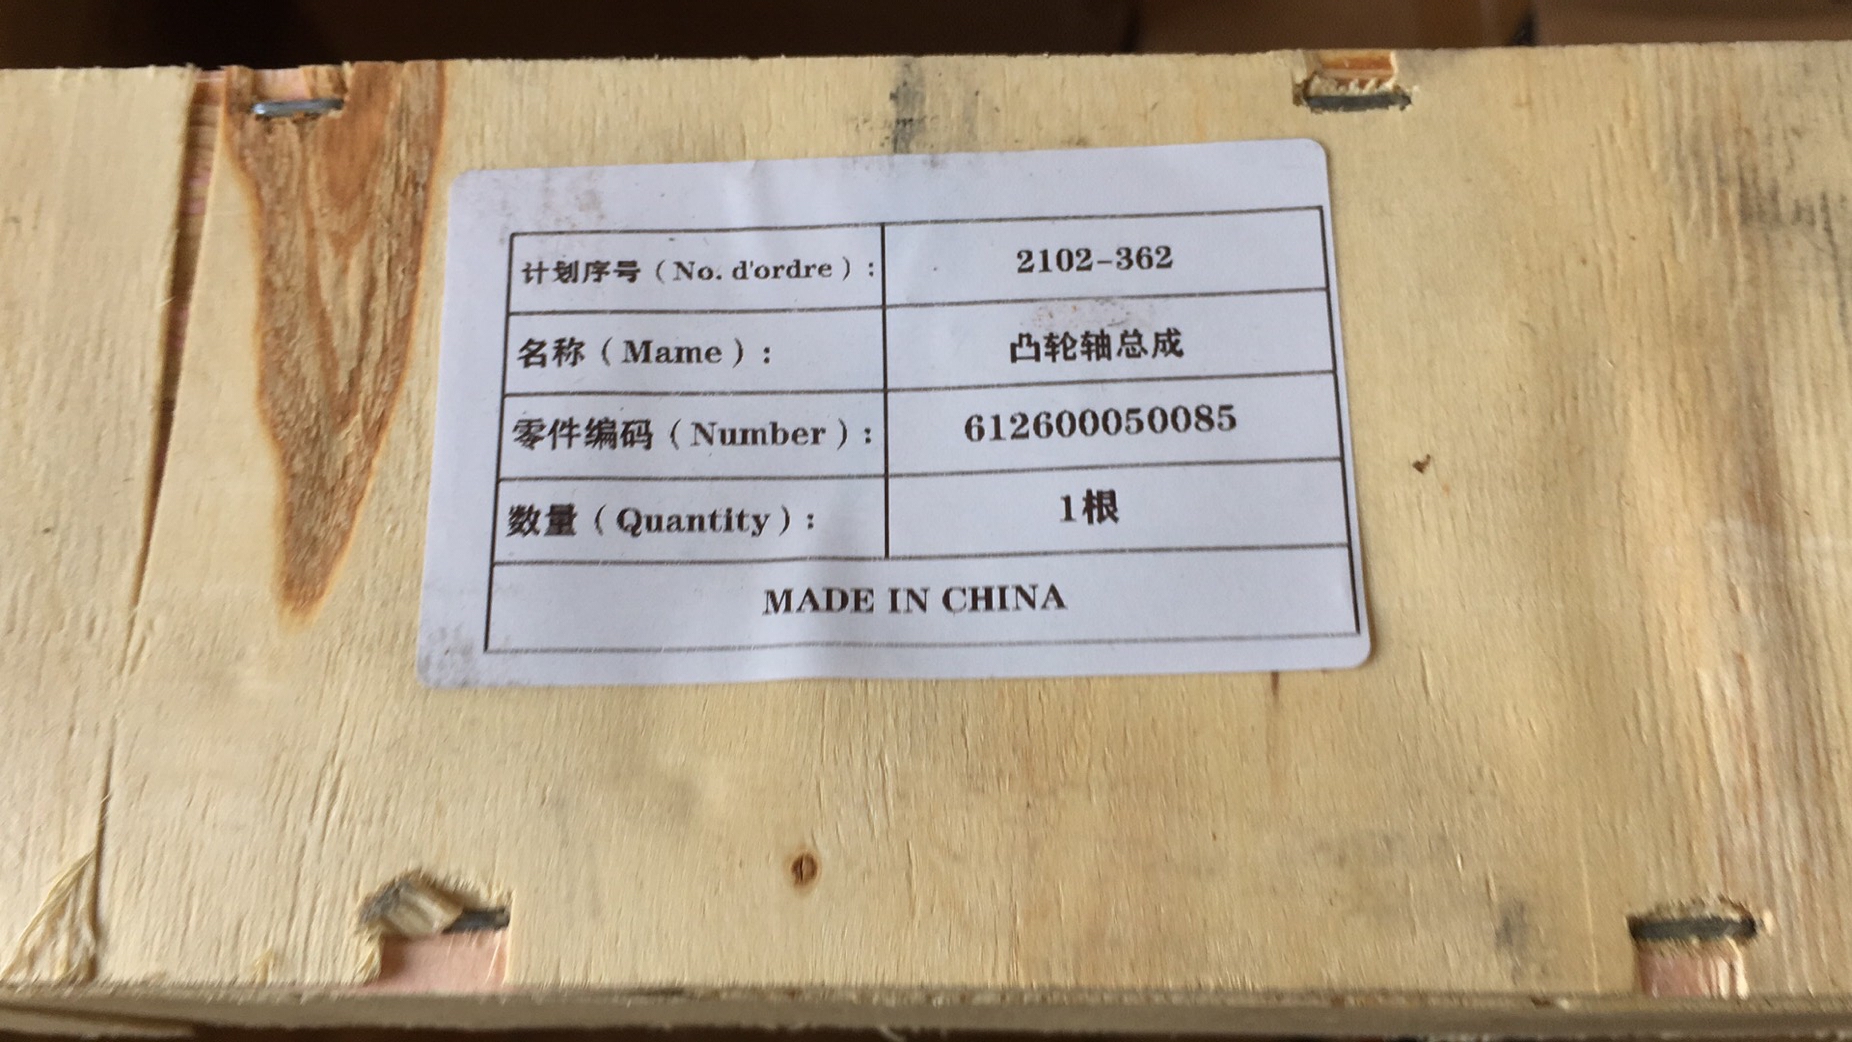 计划序号（No. d'ordre）: 2102-362
名称（Mame）: 凸轮轴总成
零件编码（Number）: 612600050085
数量（Quantity）: 1根
MADE IN CHINA